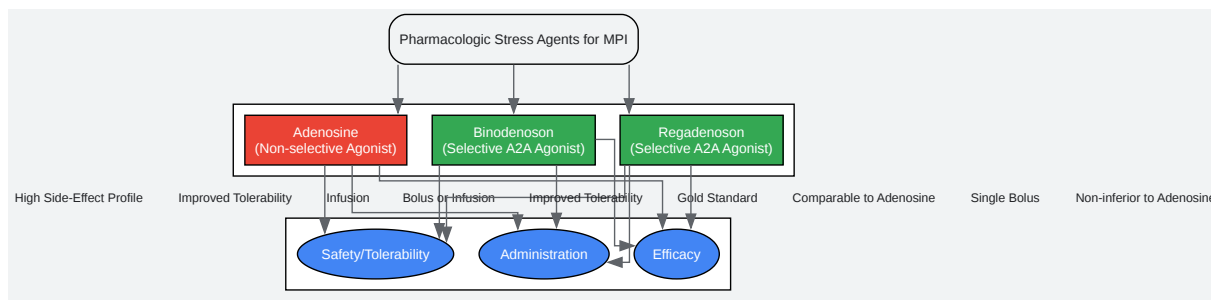 Pharmacologic Stress Agents for MPI
Adenosine
(Non-selective Agonist)
Binodenoson
(Selective A2A Agonist)
Regadenoson
(Selective A2A Agonist)
High Side-Effect Profile
Improved Tolerability
Infusion
Bolus or Infusion
Improved Tolerability
Gold Standard
Comparable to Adenosine
Single Bolus
Non-inferior to Adenosine
Safety/Tolerability
Administration
Efficacy